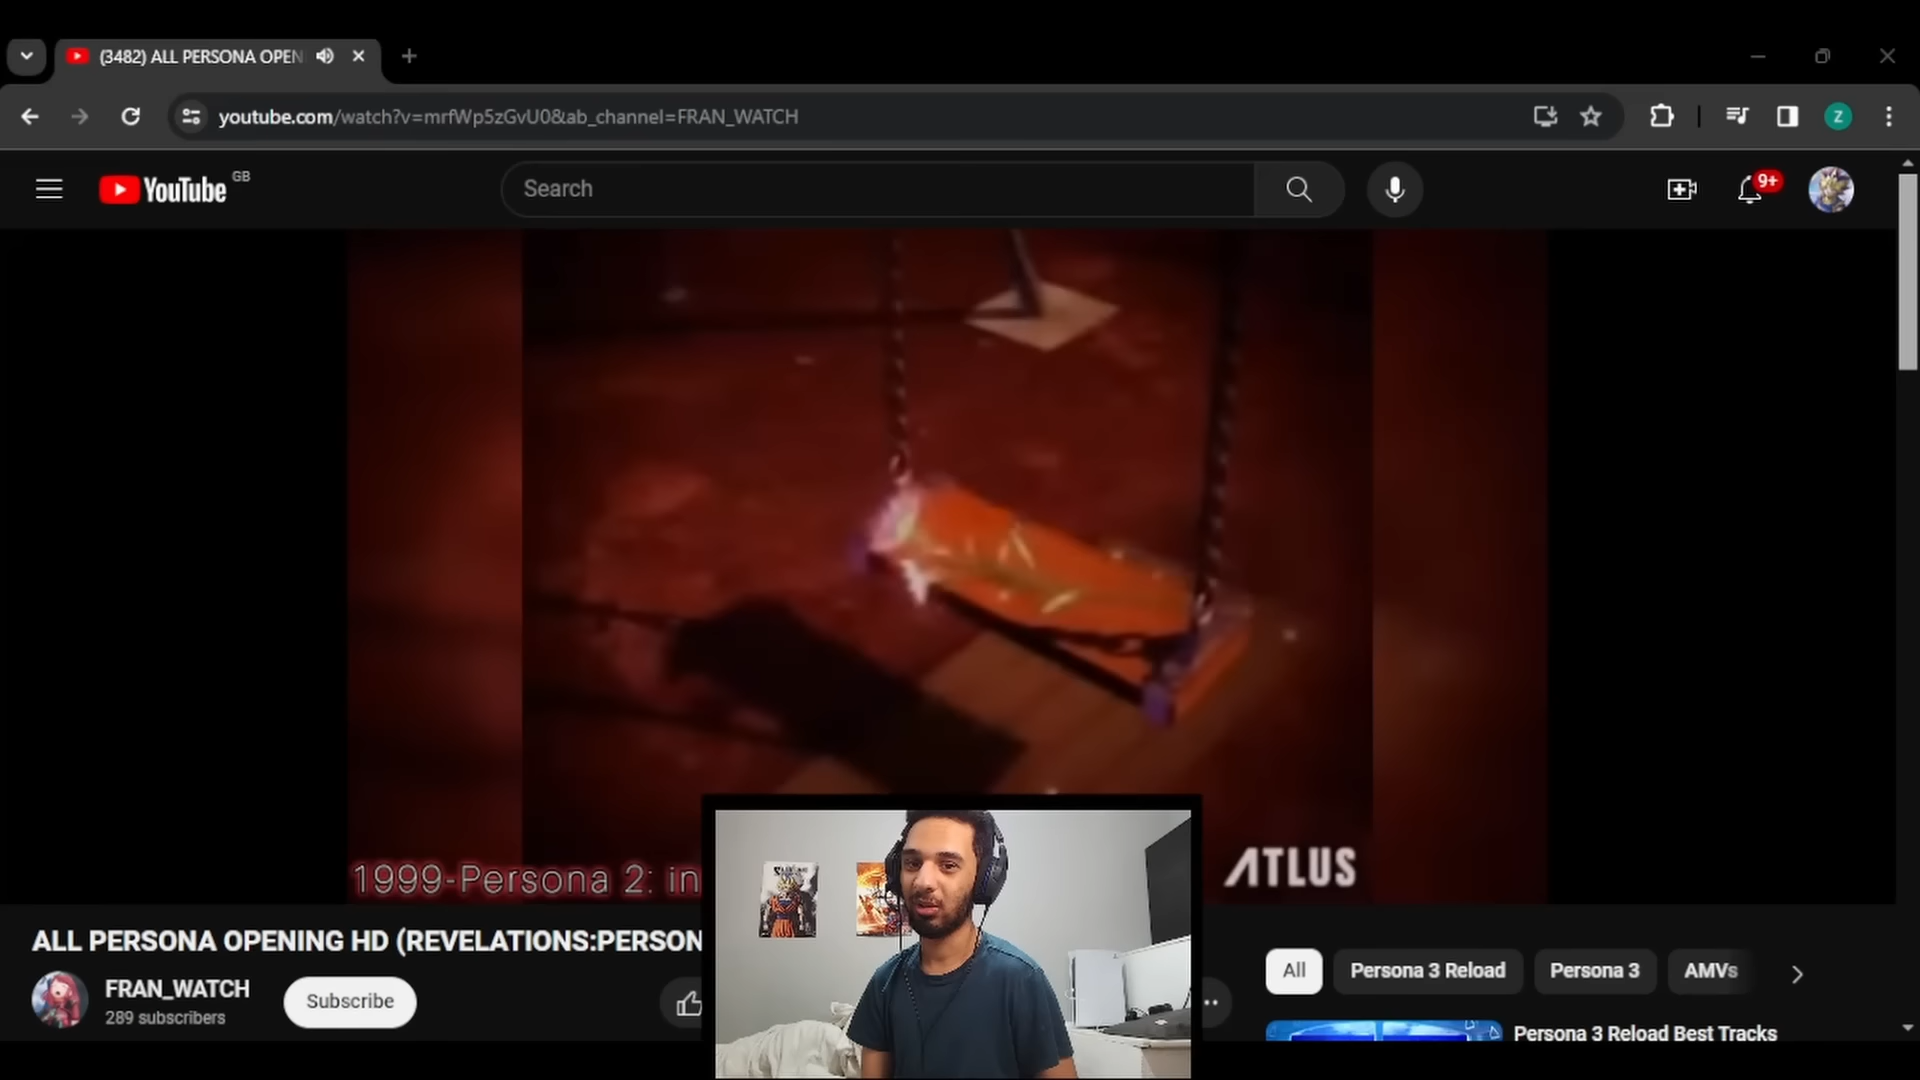 (3482) ALL PERSONA OPEN
youtube.com/watch?v=mrfWp5zGvU0&ab_channel=FRAN_WATCH
Z
YouTube GB
Search
9+
1999-Persona 2: in
ATLUS
ALL PERSONA OPENING HD (REVELATIONS:PERSON
FRAN_WATCH
289 subscribers
Subscribe
All
Persona 3 Reload
Persona 3
AMVs
Persona 3 Reload Best Tracks